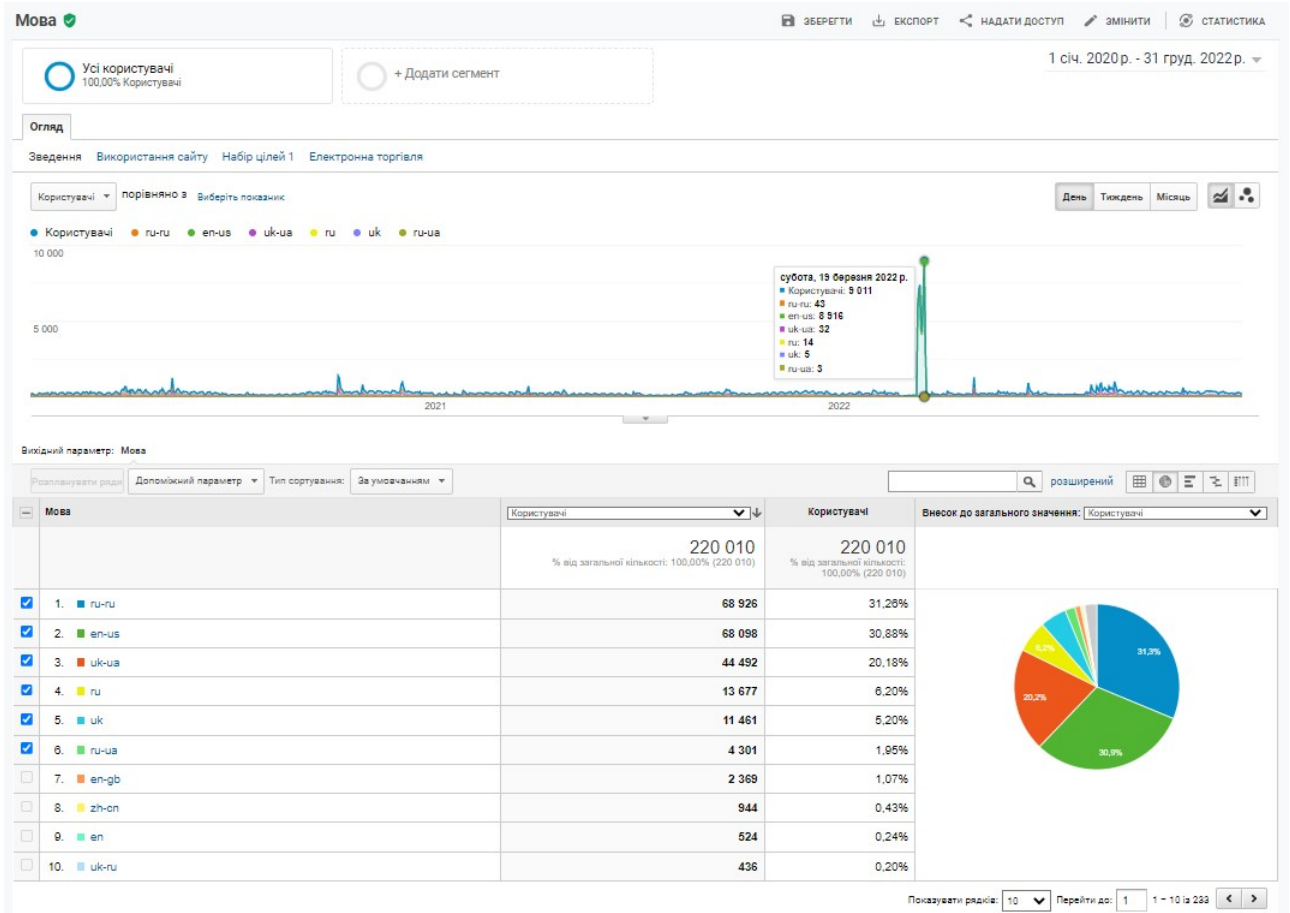 Мова
ЗБЕРЕГТИ ЕКСПОРТ НАДАТИ ДОСТУП ЗМІНИТИ СТАТИСТИКА
Усі користувачі
100,00% Користувачі
+ Додати сегмент
1 січ. 2020 р. - 31 груд. 2022 р.
Огляд
Зведення Використання сайту Набір цілей 1 Електронна торгівля
Користувачі порівняно з Виберіть показник
День Тиждень Місяць
Користувачі ru-ru en-us uk-ua ru uk ru-ua
10 000
5 000
субота, 19 березня 2022 р.
Користувачі: 9 011
ru-ru: 43
en-us: 8 916
uk-ua: 32
ru: 14
uk: 5
ru-ua: 3
2021 2022
Вихідний параметр: Мова
Розпланувати ряди Допоміжний параметр Тип сортування: За умовчанням розширений
Мова Користувачі Користувачі Внесок до загального значення: Користувачі
220 010 220 010
% від загальної кількості: 100,00% (220 010) % від загальної кількості:
100,00% (220 010)
1. ru-ru 68 926 31,26%
2. en-us 68 098 30,88%
3. uk-ua 44 492 20,18%
4. ru 13 677 6,20%
5. uk 11 461 5,20%
6. ru-ua 4 301 1,95%
7. en-gb 2 369 1,07%
8. zh-cn 944 0,43%
9. en 524 0,24%
10. uk-ru 436 0,20%
31,3%
6,2%
20,2%
30,9%
Показувати рядків: 10 Перейти до: 1 1 – 10 із 233